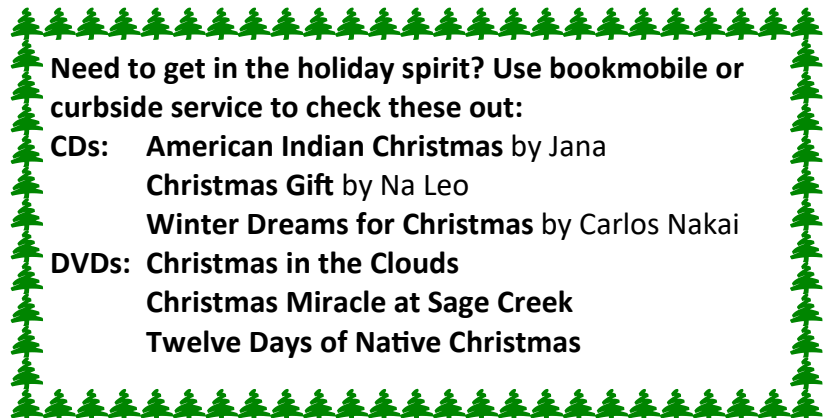 Need to get in the holiday spirit? Use bookmobile or
curbside service to check these out:
CDs: American Indian Christmas by Jana
Christmas Gift by Na Leo
Winter Dreams for Christmas by Carlos Nakai
DVDs: Christmas in the Clouds
Christmas Miracle at Sage Creek
Twelve Days of Native Christmas